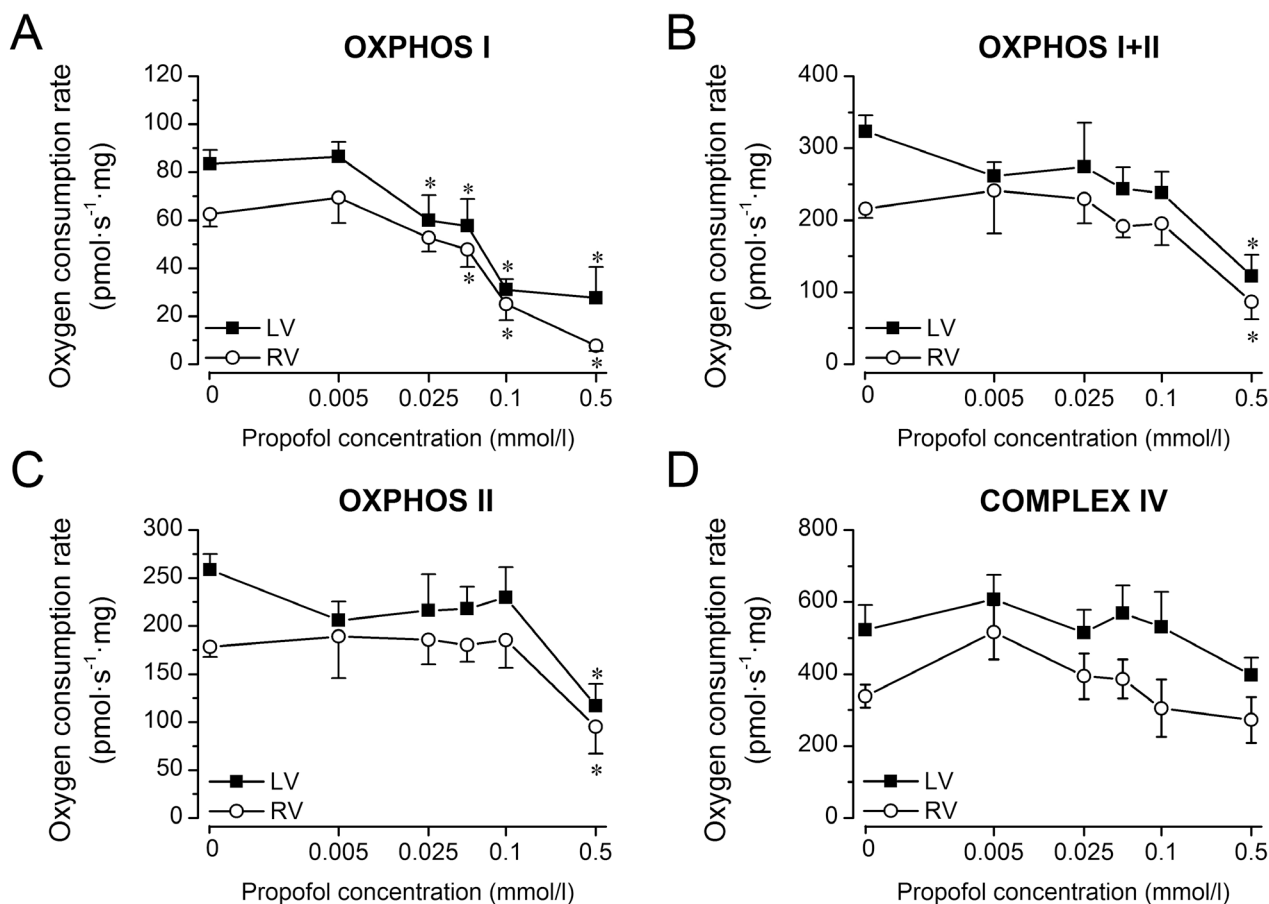 A
OXPHOS I
Oxygen consumption rate
(pmol·s⁻¹·mg)
120
100
80
60
40
20
0
* * * *
* * *
LV
RV
0 0.005 0.025 0.1 0.5
Propofol concentration (mmol/l)
B
OXPHOS I+II
Oxygen consumption rate
(pmol·s⁻¹·mg)
400
300
200
100
0
*
*
LV
RV
0 0.005 0.025 0.1 0.5
Propofol concentration (mmol/l)
C
OXPHOS II
Oxygen consumption rate
(pmol·s⁻¹·mg)
300
250
200
150
100
50
0
*
*
LV
RV
0 0.005 0.025 0.1 0.5
Propofol concentration (mmol/l)
D
COMPLEX IV
Oxygen consumption rate
(pmol·s⁻¹·mg)
800
600
400
200
0
LV
RV
0 0.005 0.025 0.1 0.5
Propofol concentration (mmol/l)